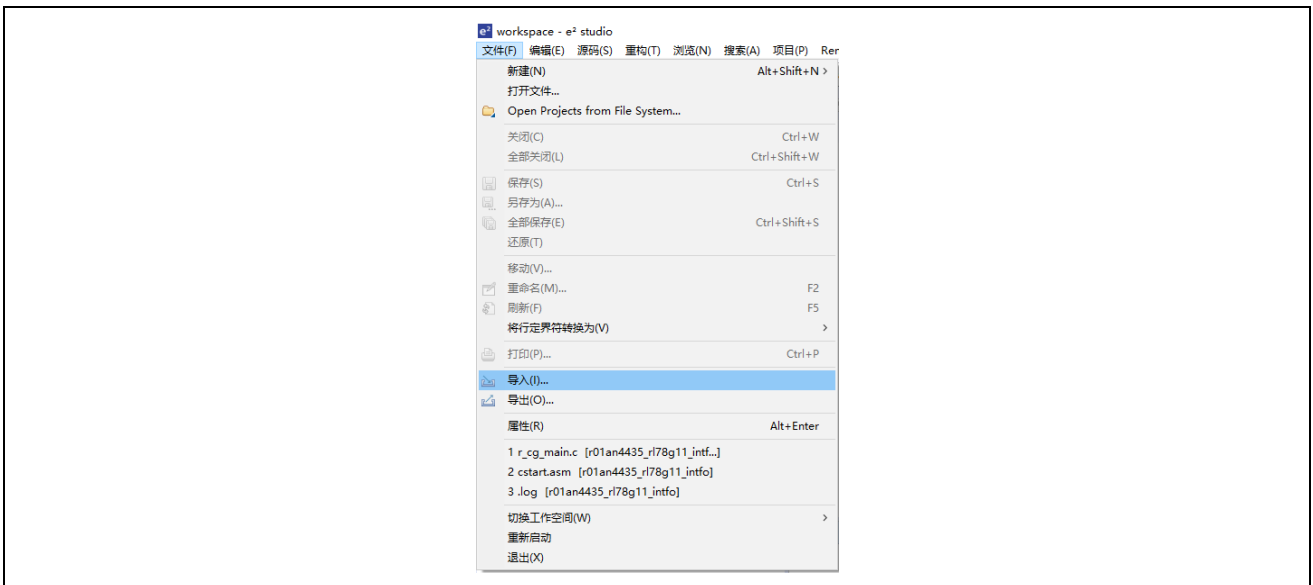 e² workspace - e² studio
文件(F) 编辑(E) 源码(S) 重构(T) 浏览(N) 搜索(A) 项目(P) Rer
新建(N) Alt+Shift+N >
打开文件...
Open Projects from File System...
关闭(C) Ctrl+W
全部关闭(L) Ctrl+Shift+W
保存(S) Ctrl+S
另存为(A)...
全部保存(E) Ctrl+Shift+S
还原(T)
移动(V)...
重命名(M)... F2
刷新(F) F5
将行定界符转换为(V) >
打印(P)... Ctrl+P
导入(I)...
导出(O)...
属性(R) Alt+Enter
1 r_cg_main.c [r01an4435_rl78g11_intf...]
2 cstart.asm [r01an4435_rl78g11_intfo]
3 .log [r01an4435_rl78g11_intfo]
切换工作空间(W) >
重新启动
退出(X)